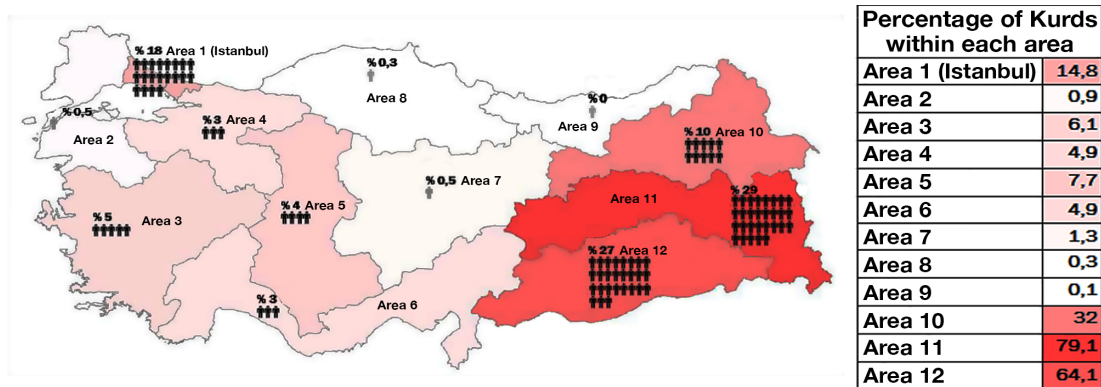 % 18 Area 1 (Istanbul)
% 0,3
Area 8
% 0
Area 9
% 0,5
Area 2
% 3 Area 4
% 10 Area 10
% 0,5 Area 7
% 29
Area 11
% 5
Area 3
% 4 Area 5
% 27 Area 12
% 3
Area 6
Percentage of Kurds
within each area
Area 1 (Istanbul) 14,8
Area 2 0,9
Area 3 6,1
Area 4 4,9
Area 5 7,7
Area 6 4,9
Area 7 1,3
Area 8 0,3
Area 9 0,1
Area 10 32
Area 11 79,1
Area 12 64,1